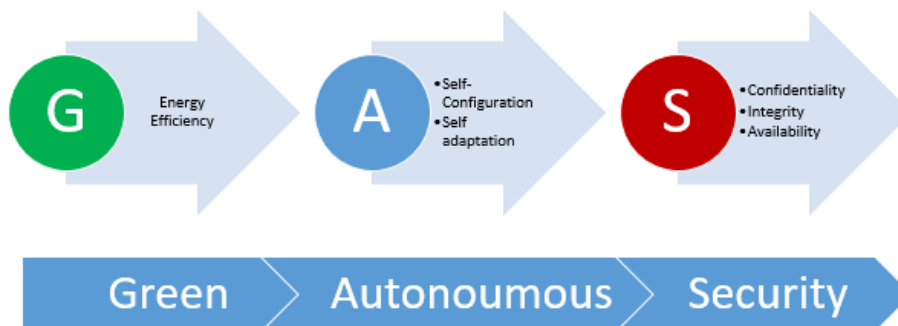 G
Energy
Efficiency
A
•Self-
Configuration
•Self
adaptation
S
•Confidentiality
•Integrity
•Availability
Green
Autonoumous
Security